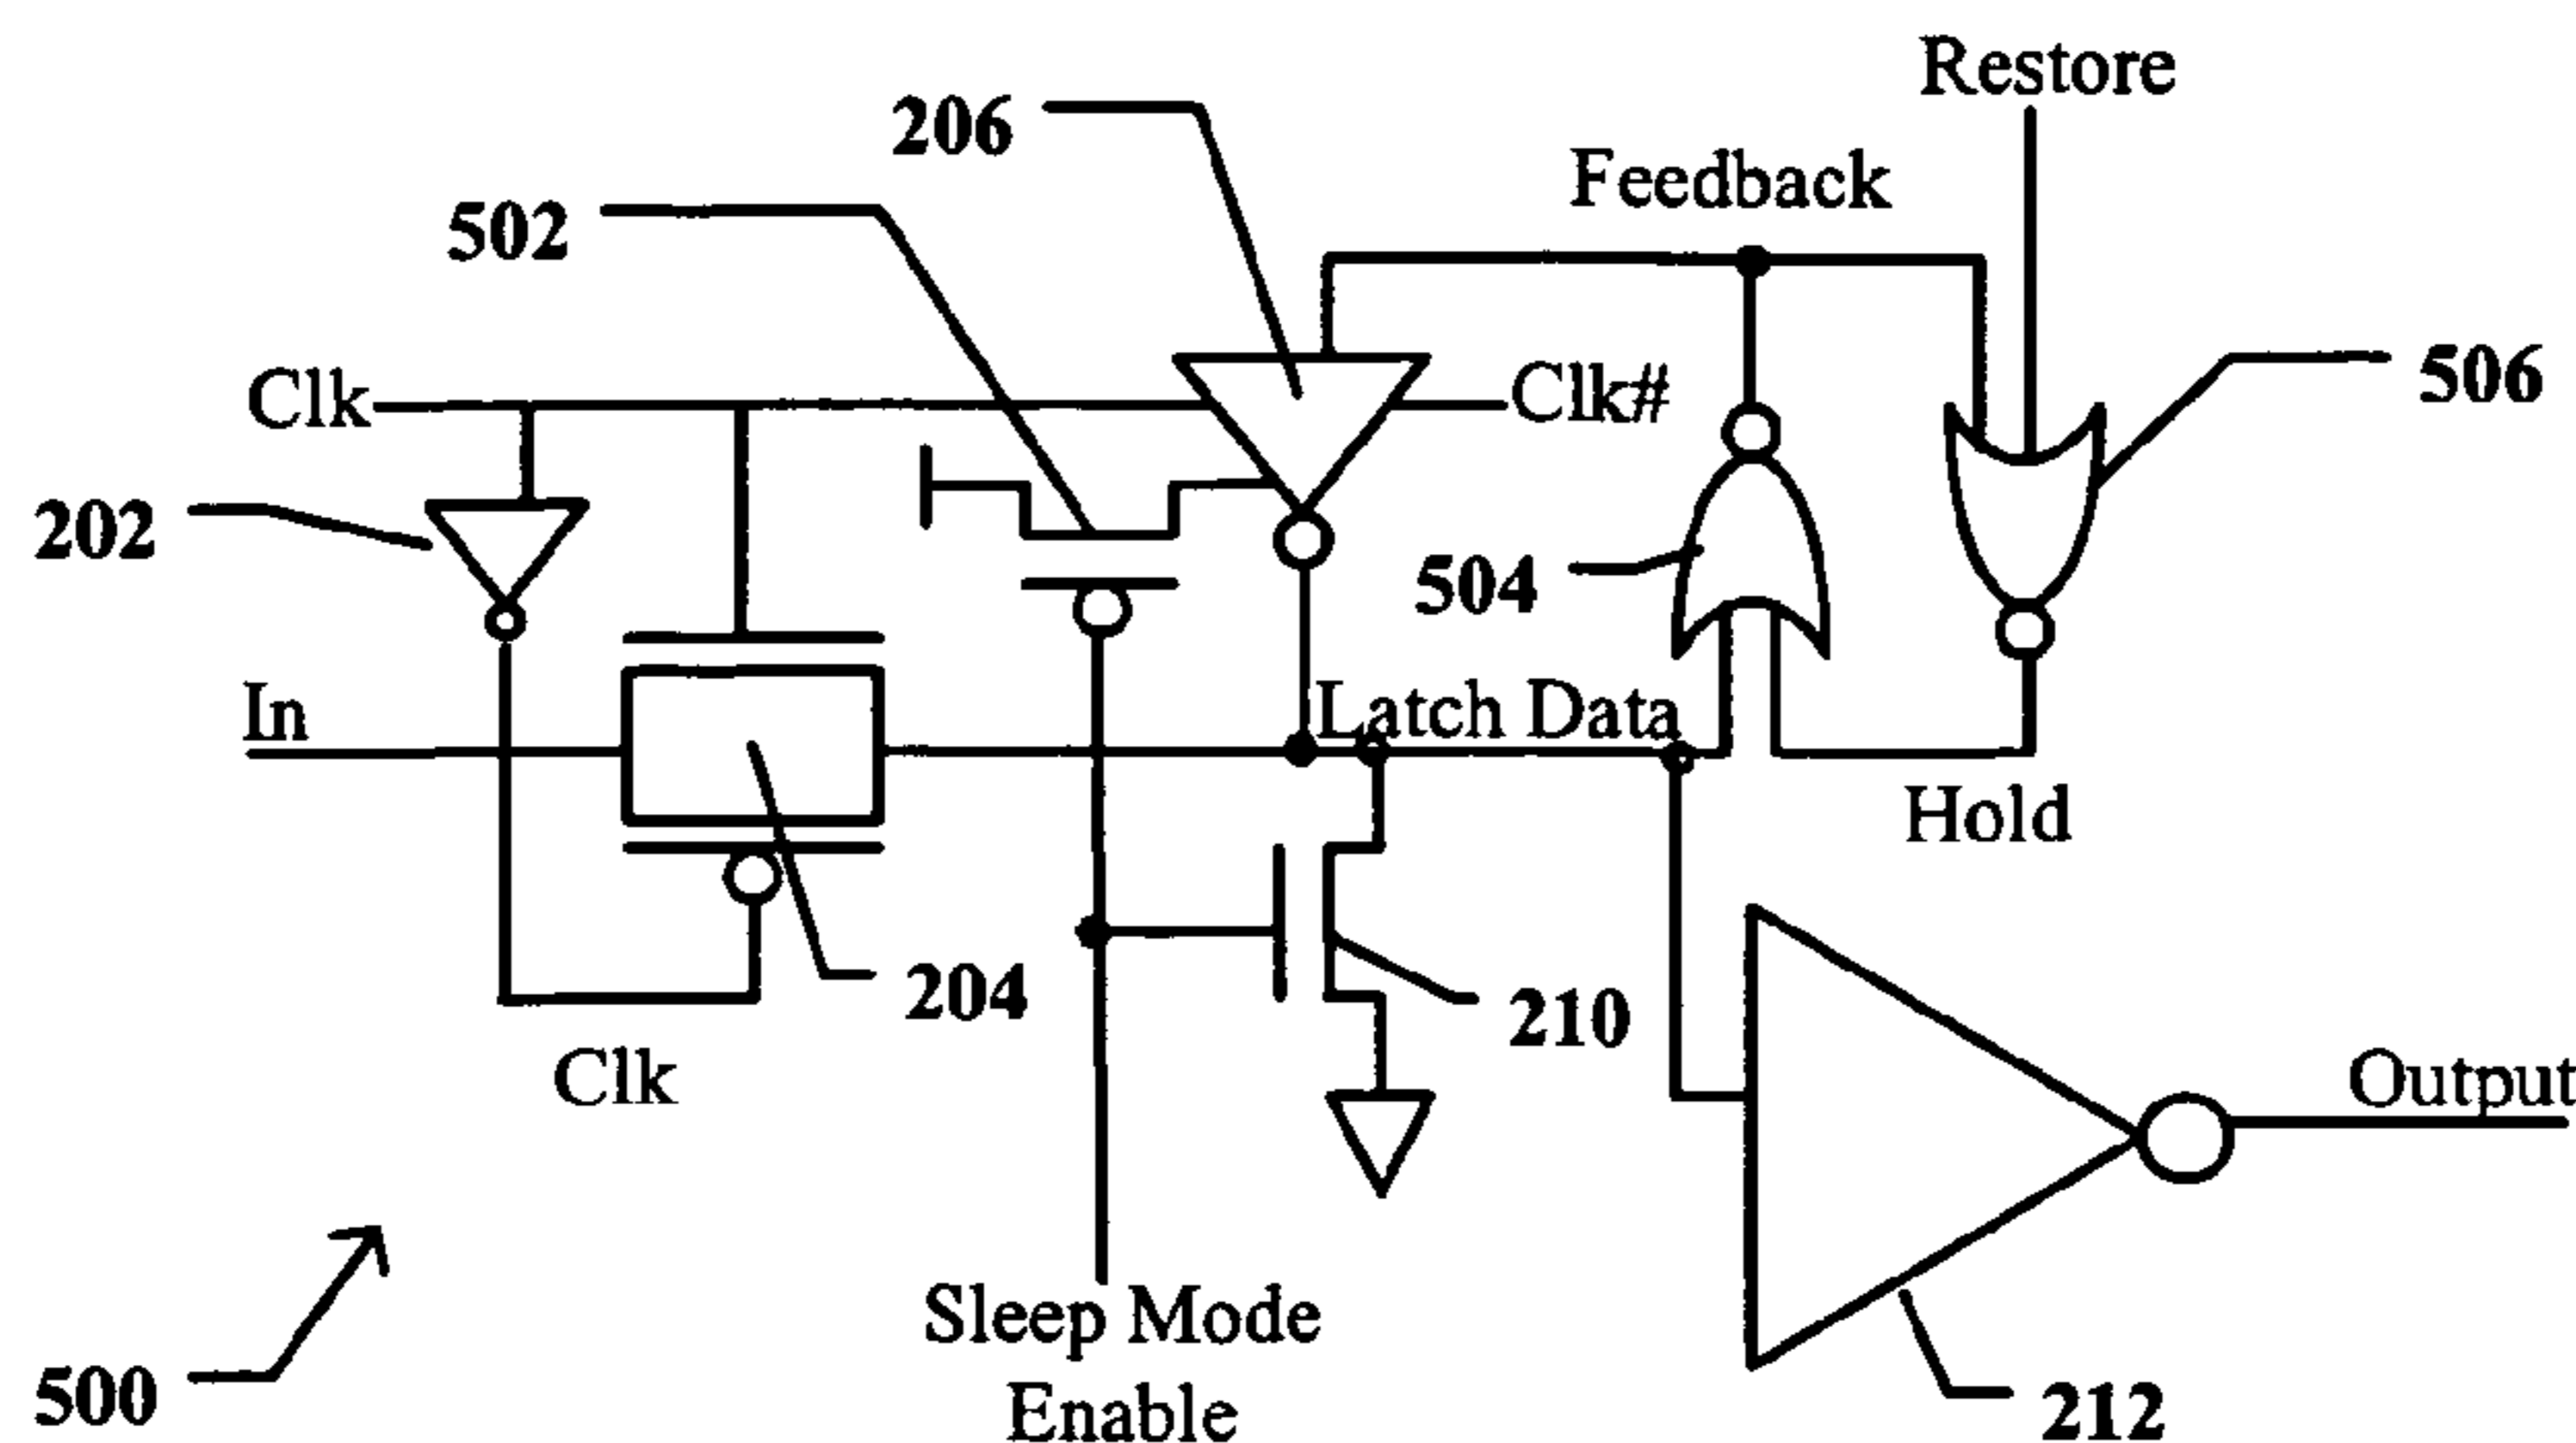 Restore
206
Feedback
502
Clk
Clk#
506
202
504
In
Latch Data
Hold
204
210
Clk
Output
Sleep Mode
Enable
500
212